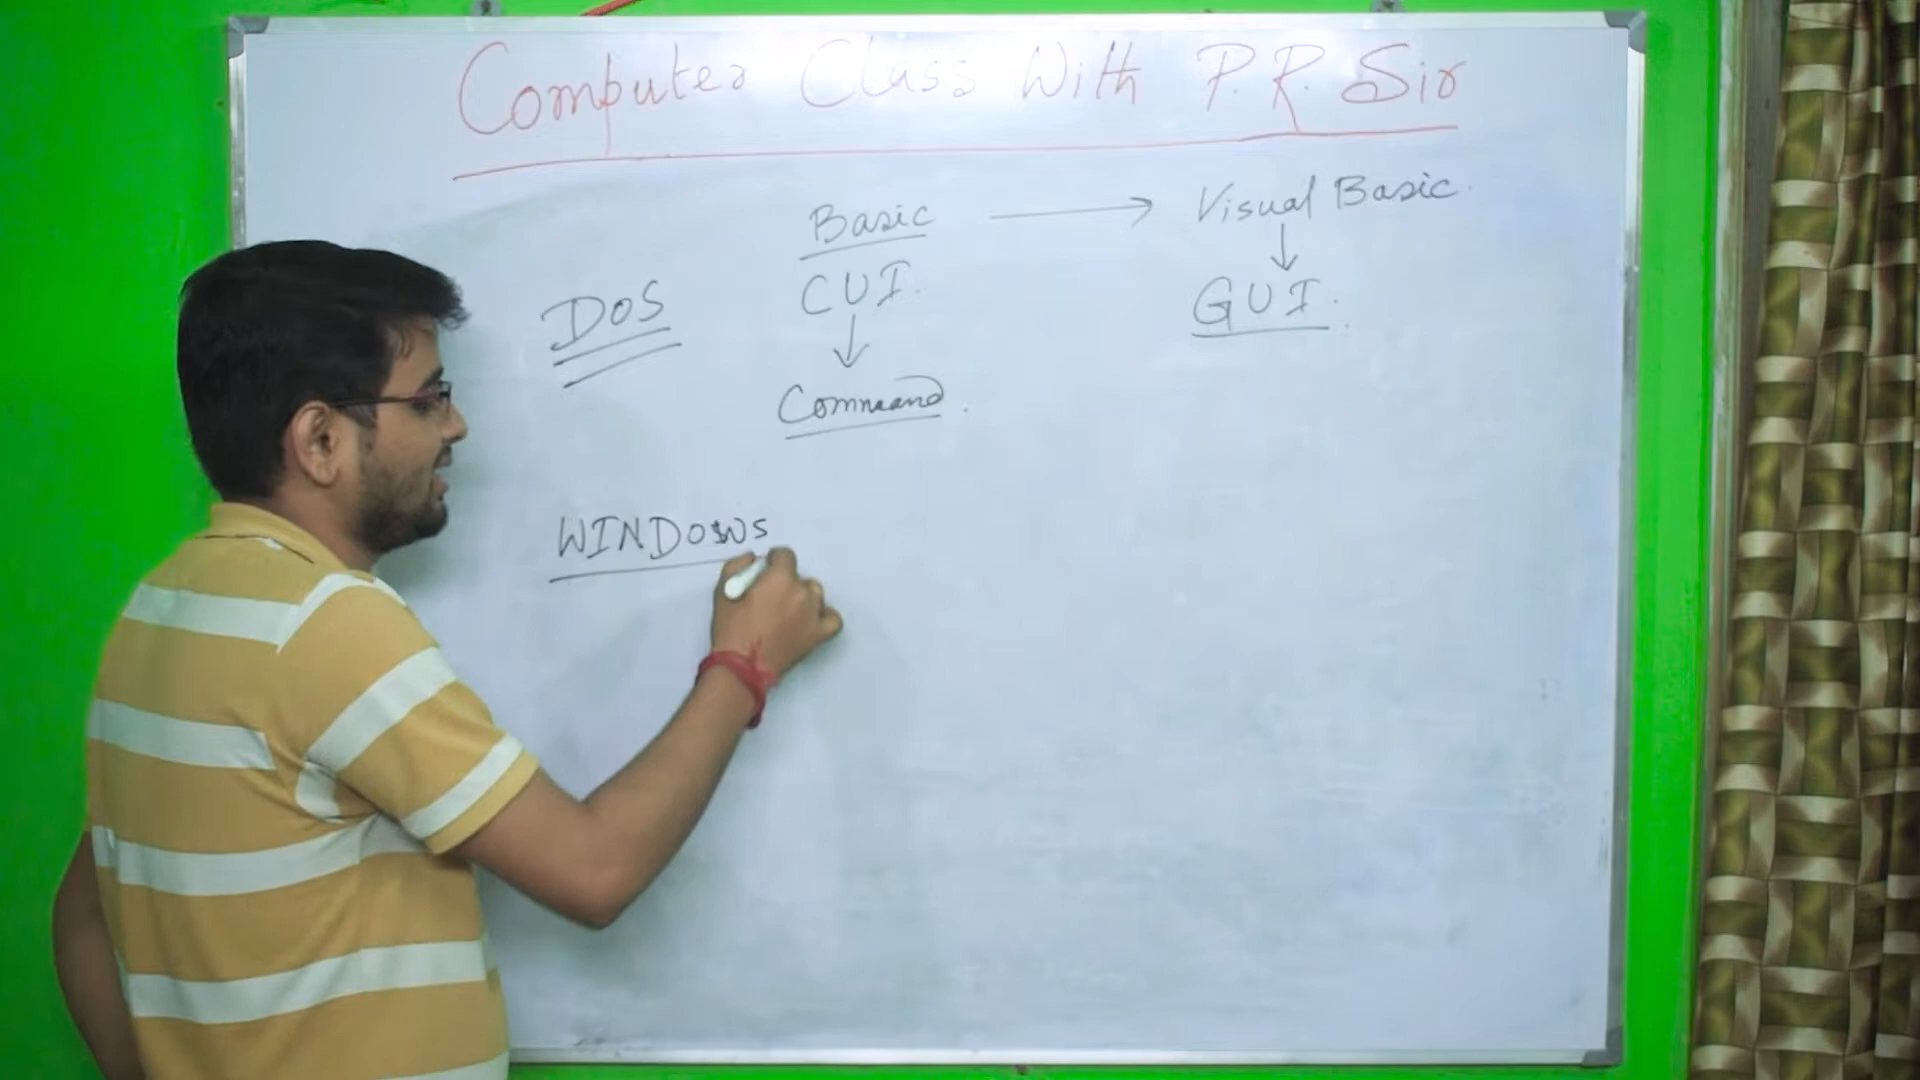 Computer Class With P.R. Sir
Basic → Visual Basic.
↓
DOS CUI. GUI.
↓
Command.
WINDOWS